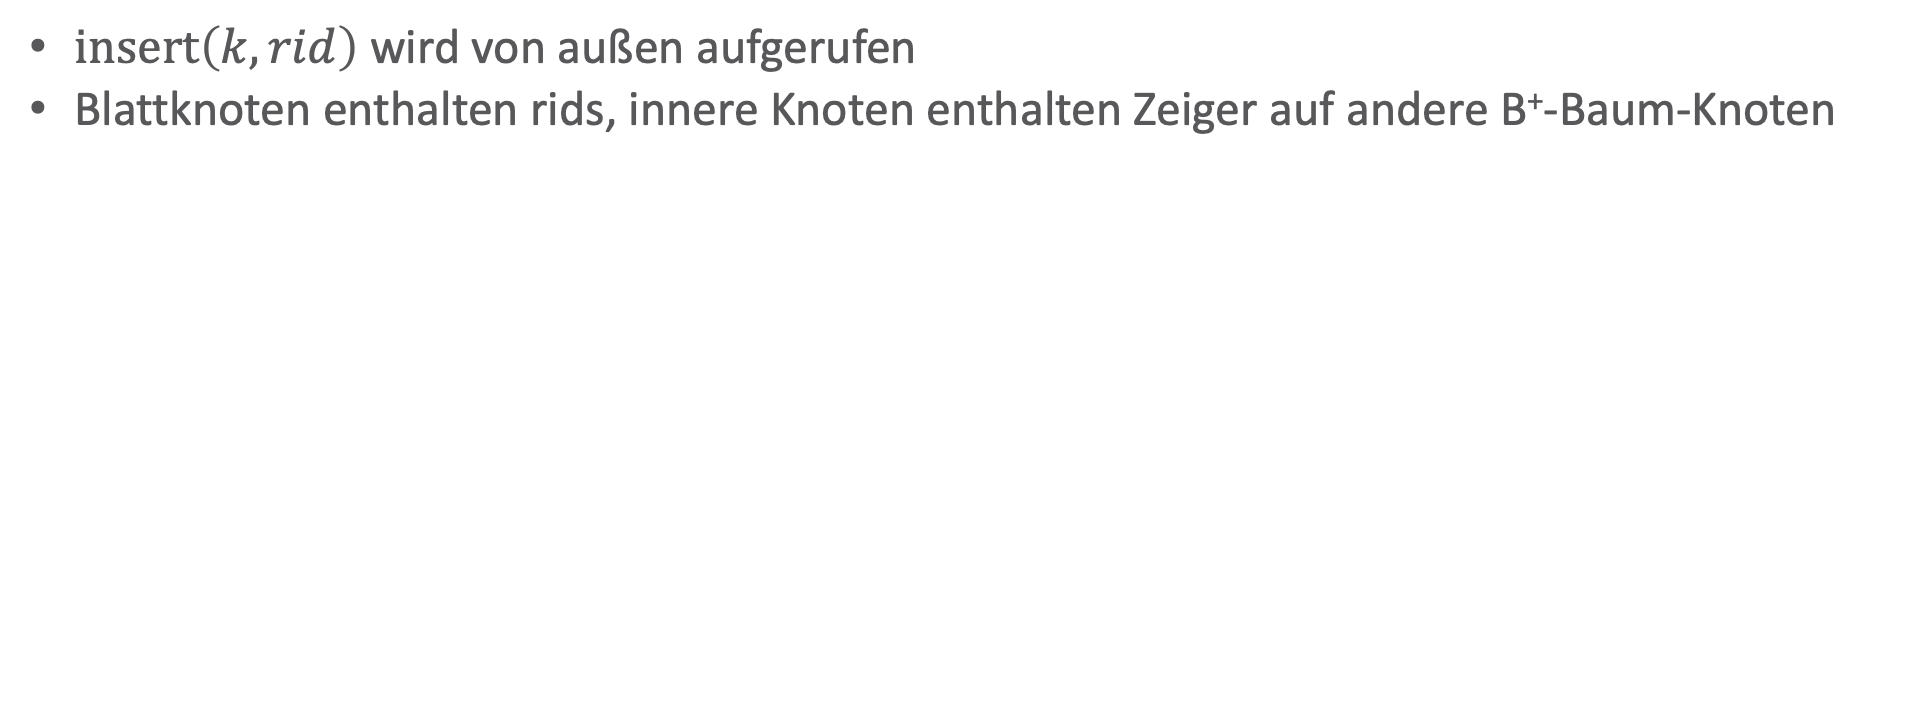 • insert(k, rid) wird von außen aufgerufen
• Blattknoten enthalten rids, innere Knoten enthalten Zeiger auf andere B⁺-Baum-Knoten